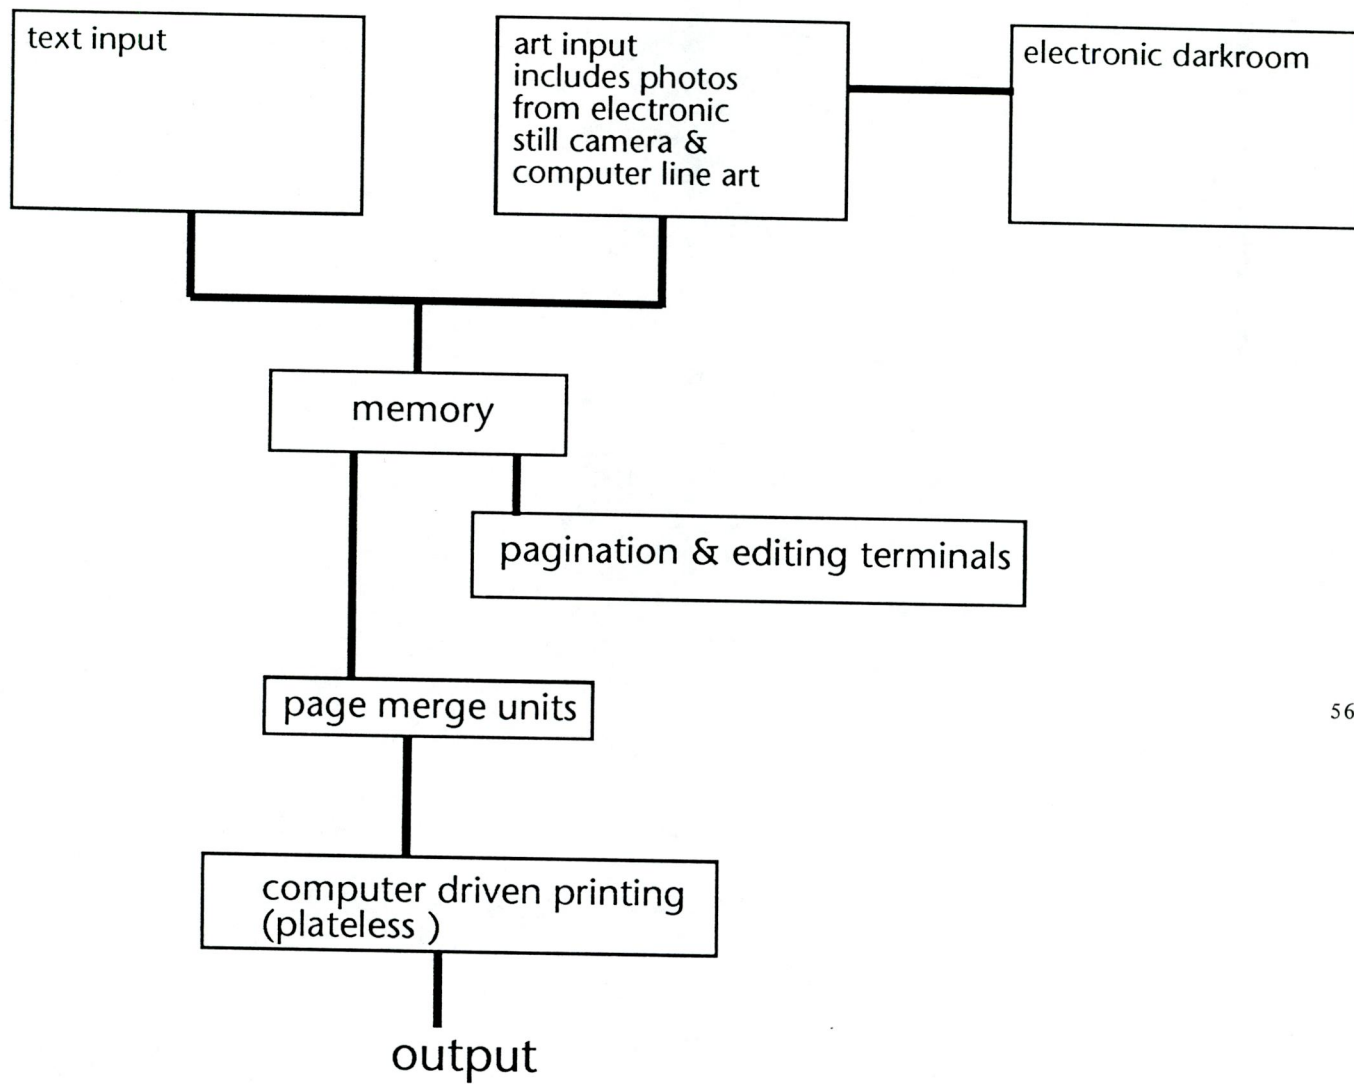 text input
art input
includes photos
from electronic
still camera &
computer line art
electronic darkroom
memory
pagination & editing terminals
page merge units
56
computer driven printing
(plateless )
output